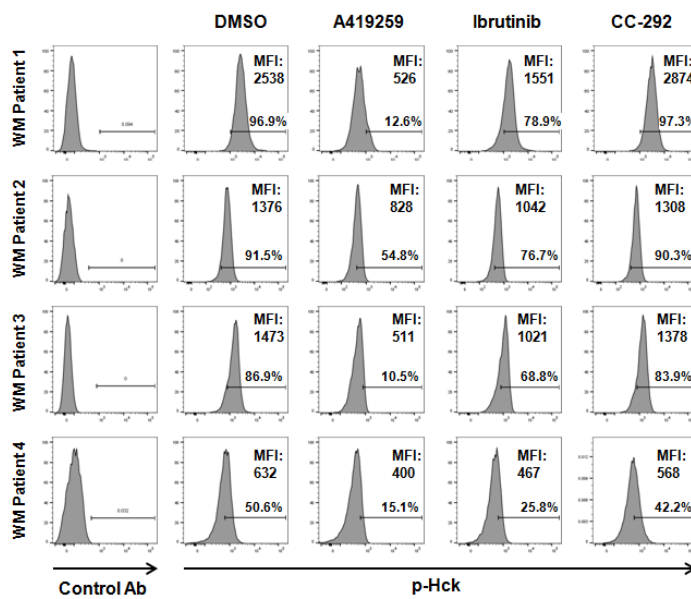 DMSO A419259 Ibrutinib CC-292
WM Patient 1
0.094
MFI:
2538
96.9%
MFI:
526
12.6%
MFI:
1551
78.9%
MFI:
2874
97.3%
WM Patient 2
0
MFI:
1376
91.5%
MFI:
828
54.8%
MFI:
1042
76.7%
MFI:
1308
90.3%
WM Patient 3
0
MFI:
1473
86.9%
MFI:
511
10.5%
MFI:
1021
68.8%
MFI:
1378
83.9%
WM Patient 4
MFI:
632
50.6%
MFI:
400
15.1%
MFI:
467
25.8%
MFI:
568
42.2%
Control Ab
p-Hck